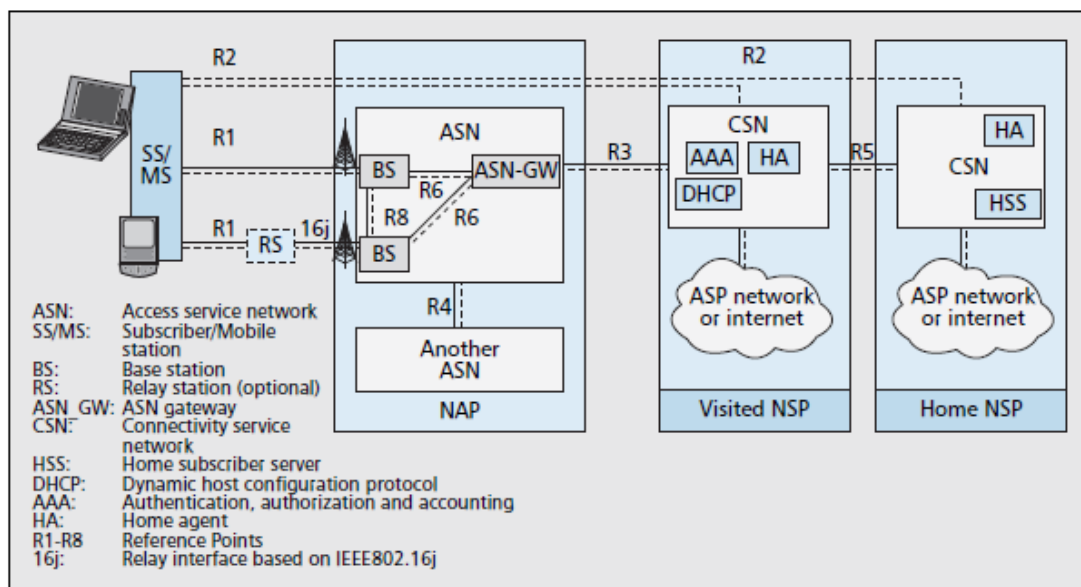 R2
R2
R1
SS/
MS
ASN
BS
ASN-GW
R6
R8
R6
R1
RS
16j
BS
R3
CSN
AAA
HA
DHCP
R5
HA
CSN
HSS
R4
Another
ASN
NAP
ASP network
or internet
Visited NSP
ASP network
or internet
Home NSP
ASN: Access service network
SS/MS: Subscriber/Mobile
station
BS: Base station
RS: Relay station (optional)
ASN_GW: ASN gateway
CSN: Connectivity service
network
HSS: Home subscriber server
DHCP: Dynamic host configuration protocol
AAA: Authentication, authorization and accounting
HA: Home agent
R1-R8 Reference Points
16j: Relay interface based on IEEE802.16j